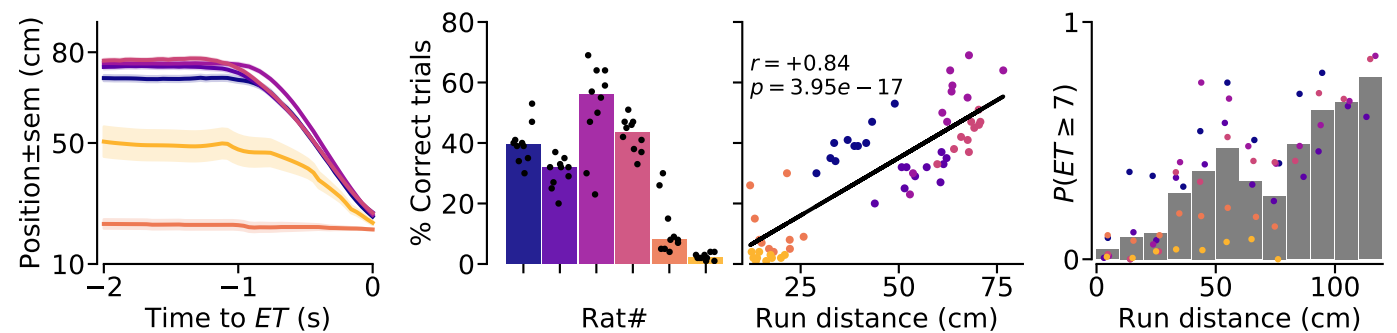 Position±sem (cm)
80
50
10
−2
−1
0
Time to ET (s)
% Correct trials
80
60
40
20
0
Rat#
r = +0.84
p = 3.95e − 17
25
50
75
Run distance (cm)
P(ET ≥ 7)
1
0
0
50
100
Run distance (cm)